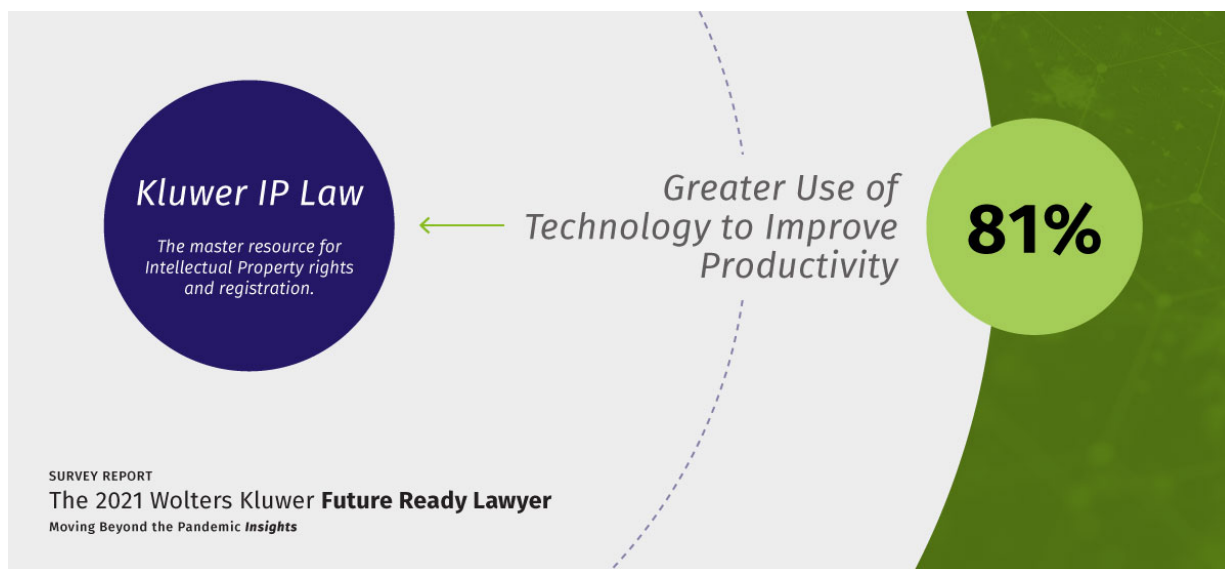 Kluwer IP Law
The master resource for
Intellectual Property rights
and registration.
Greater Use of
Technology to Improve
Productivity
81%
SURVEY REPORT
The 2021 Wolters Kluwer Future Ready Lawyer
Moving Beyond the Pandemic Insights